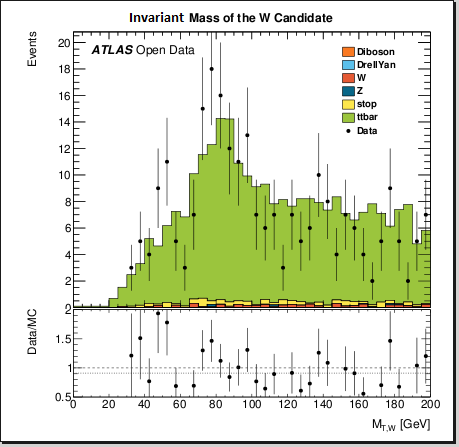 Invariant Mass of the W Candidate
Events
20
18
16
14
12
10
8
6
4
2
0
ATLAS Open Data
Diboson
DrellYan
W
Z
stop
ttbar
Data
Data/MC
2
1.5
1
0.5
0 20 40 60 80 100 120 140 160 180 200
M_T,W [GeV]